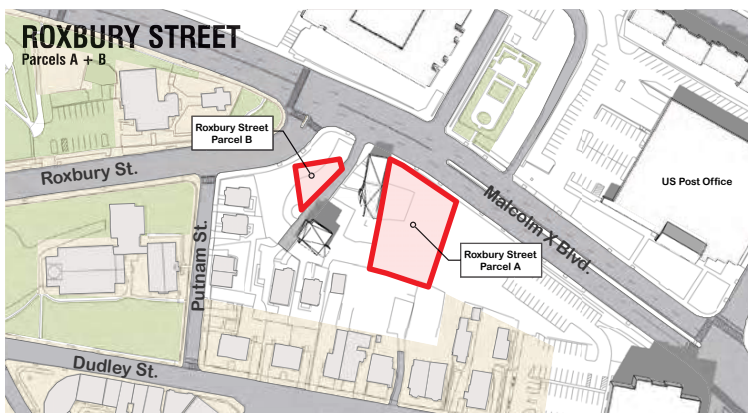 ROXBURY STREET
Parcels A + B
Roxbury Street
Parcel B
Roxbury St.
US Post Office
Malcolm X Blvd.
Putnam St.
Roxbury Street
Parcel A
Dudley St.